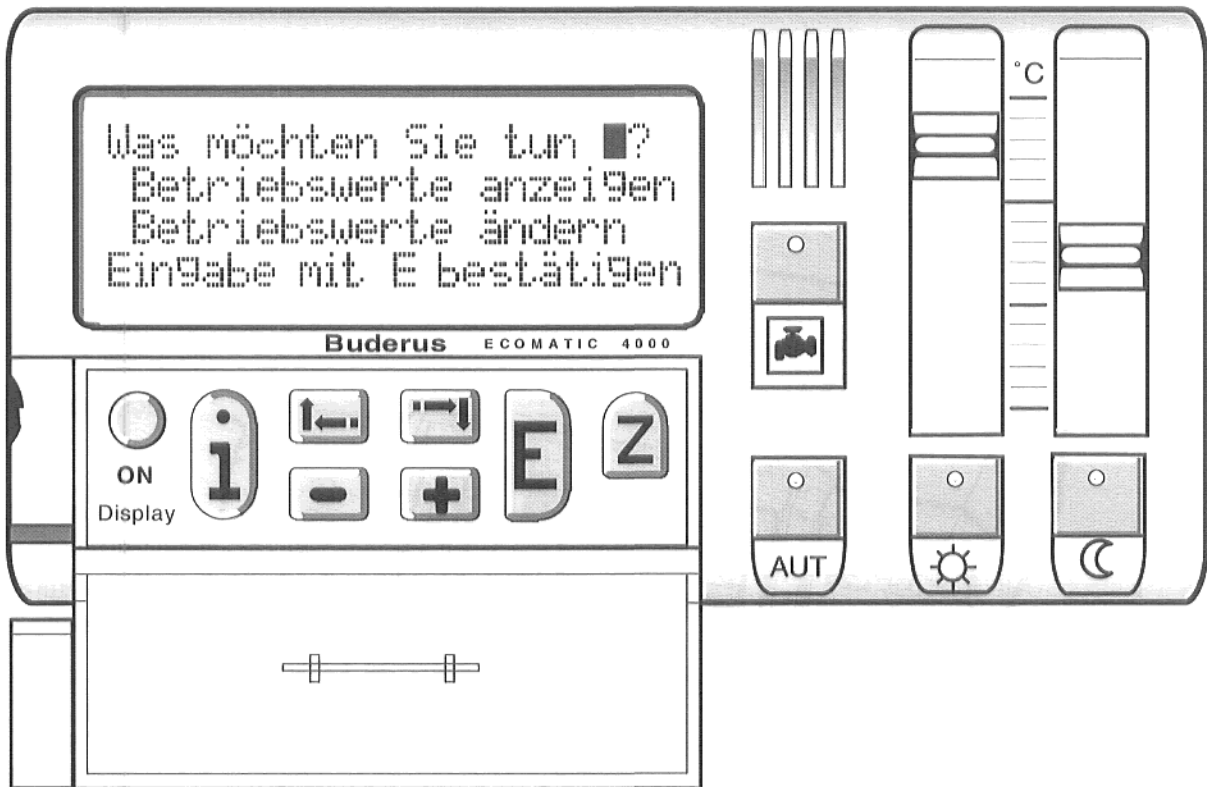 Was möchten Sie tun █?
Betriebswerte anzeigen
Betriebswerte ändern
Eingabe mit E bestätigen
Buderus ECOMATIC 4000
°C
i
E
Z
ON
Display
AUT